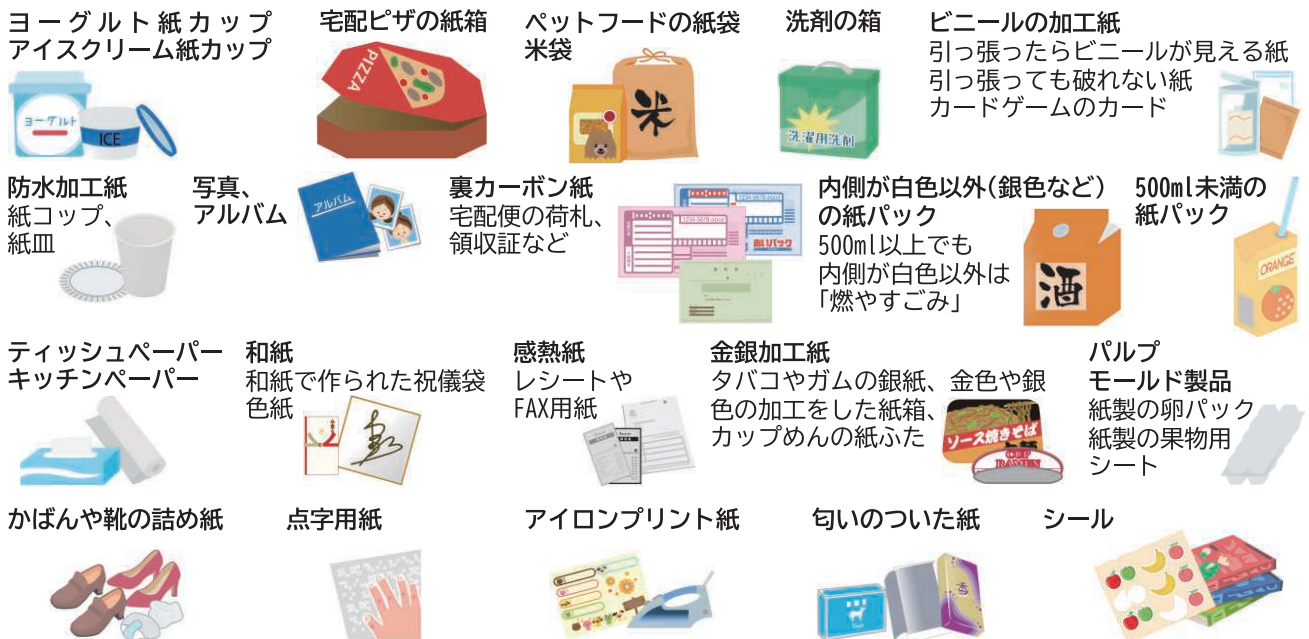 ヨーグルト紙カップ
アイスクリーム紙カップ
ヨーグルト
ICE
宅配ピザの紙箱
PIZZA
ペットフードの紙袋
米袋
米
洗剤の箱
洗濯用洗剤
ビニールの加工紙
引っ張ったらビニールが見える紙
引っ張っても破れない紙
カードゲームのカード
防水加工紙
紙コップ、
紙皿
写真、
アルバム
アルバム
裏カーボン紙
宅配便の荷札、
領収証など
内側が白色以外(銀色など)
の紙パック
500ml以上でも
内側が白色以外は
「燃やすごみ」
酒
500ml未満の
紙パック
ORANGE
ティッシュペーパー
キッチンペーパー
和紙
和紙で作られた祝儀袋
色紙
感熱紙
レシートや
FAX用紙
金銀加工紙
タバコやガムの銀紙、金色や銀
色の加工をした紙箱、
カップめんの紙ふた
ソース焼きそば
CUP
RAMEN
パルプ
モールド製品
紙製の卵パック
紙製の果物用
シート
かばんや靴の詰め紙
点字用紙
アイロンプリント紙
匂いのついた紙
香
シール